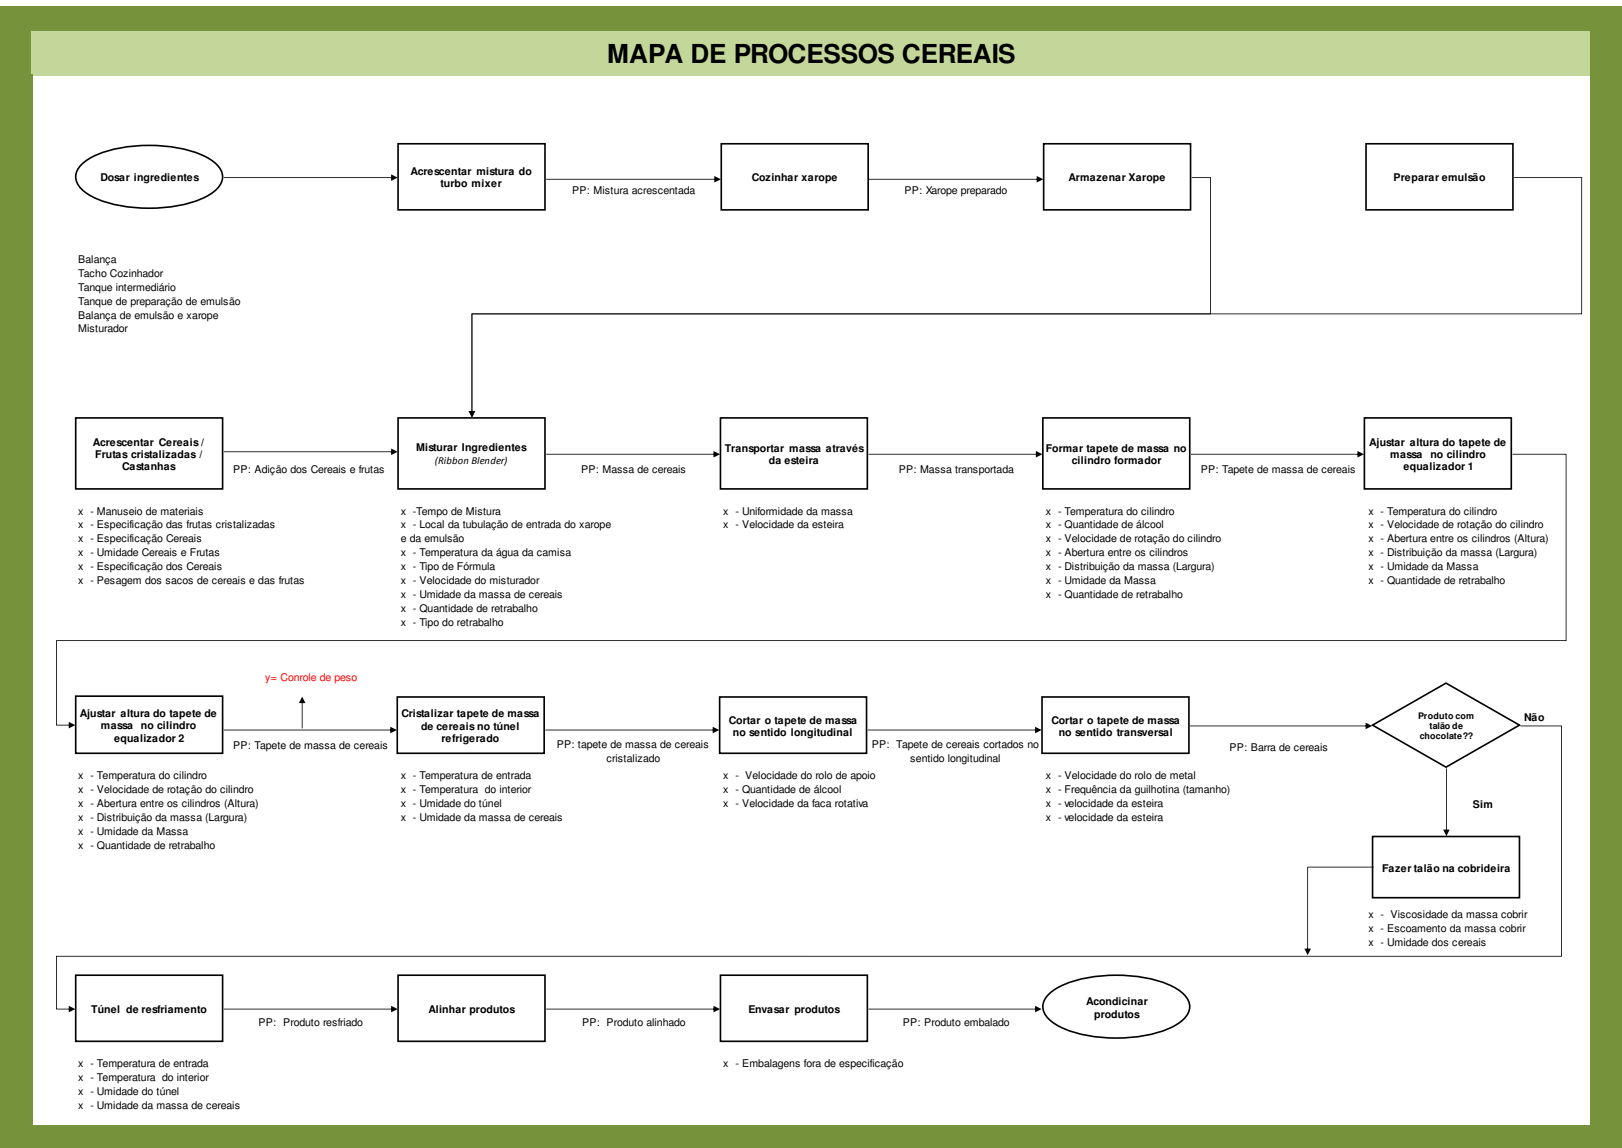 MAPA DE PROCESSOS CEREAIS
Dosar ingredientes
Acrescentar mistura do
turbo mixer
PP: Mistura acrescentada
Cozinhar xarope
PP: Xarope preparado
Armazenar Xarope
Preparar emulsão
Balança
Tacho Cozinhador
Tanque intermediário
Tanque de preparação de emulsão
Balança de emulsão e xarope
Misturador
Acrescentar Cereais /
Frutas cristalizadas /
Castanhas
PP: Adição dos Cereais e frutas
Misturar Ingredientes
(Ribbon Blender)
PP: Massa de cereais
Transportar massa através
da esteira
PP: Massa transportada
Formar tapete de massa no
cilindro formador
PP: Tapete de massa de cereais
Ajustar altura do tapete de
massa no cilindro
equalizador 1
x - Manuseio de materiais
x - Especificação das frutas cristalizadas
x - Especificação Cereais
x - Umidade Cereais e Frutas
x - Especificação dos Cereais
x - Pesagem dos sacos de cereais e das frutas
x -Tempo de Mistura
x - Local da tubulação de entrada do xarope
e da emulsão
x - Temperatura da água da camisa
x - Tipo de Fórmula
x - Velocidade do misturador
x - Umidade da massa de cereais
x - Quantidade de retrabalho
x - Tipo do retrabalho
x - Uniformidade da massa
x - Velocidade da esteira
x - Temperatura do cilindro
x - Quantidade de álcool
x - Velocidade de rotação do cilindro
x - Abertura entre os cilindros
x - Distribuição da massa (Largura)
x - Umidade da Massa
x - Quantidade de retrabalho
x - Temperatura do cilindro
x - Velocidade de rotação do cilindro
x - Abertura entre os cilindros (Altura)
x - Distribuição da massa (Largura)
x - Umidade da Massa
x - Quantidade de retrabalho
y= Conrole de peso
Ajustar altura do tapete de
massa no cilindro
equalizador 2
PP: Tapete de massa de cereais
Cristalizar tapete de massa
de cereais no túnel
refrigerado
PP: tapete de massa de cereais
cristalizado
Cortar o tapete de massa
no sentido longitudinal
PP: Tapete de cereais cortados no
sentido longitudinal
Cortar o tapete de massa
no sentido transversal
PP: Barra de cereais
Produto com
talão de
chocolate??
Não
Sim
x - Temperatura do cilindro
x - Velocidade de rotação do cilindro
x - Abertura entre os cilindros (Altura)
x - Distribuição da massa (Largura)
x - Umidade da Massa
x - Quantidade de retrabalho
x - Temperatura de entrada
x - Temperatura do interior
x - Umidade do túnel
x - Umidade da massa de cereais
x - Velocidade do rolo de apoio
x - Quantidade de álcool
x - Velocidade da faca rotativa
x - Velocidade do rolo de metal
x - Frequência da guilhotina (tamanho)
x - velocidade da esteira
x - velocidade da esteira
Fazer talão na cobrideira
x - Viscosidade da massa cobrir
x - Escoamento da massa cobrir
x - Umidade dos cereais
Túnel de resfriamento
PP: Produto resfriado
Alinhar produtos
PP: Produto alinhado
Envasar produtos
PP: Produto embalado
Acondicinar
produtos
x - Temperatura de entrada
x - Temperatura do interior
x - Umidade do túnel
x - Umidade da massa de cereais
x - Embalagens fora de especificação